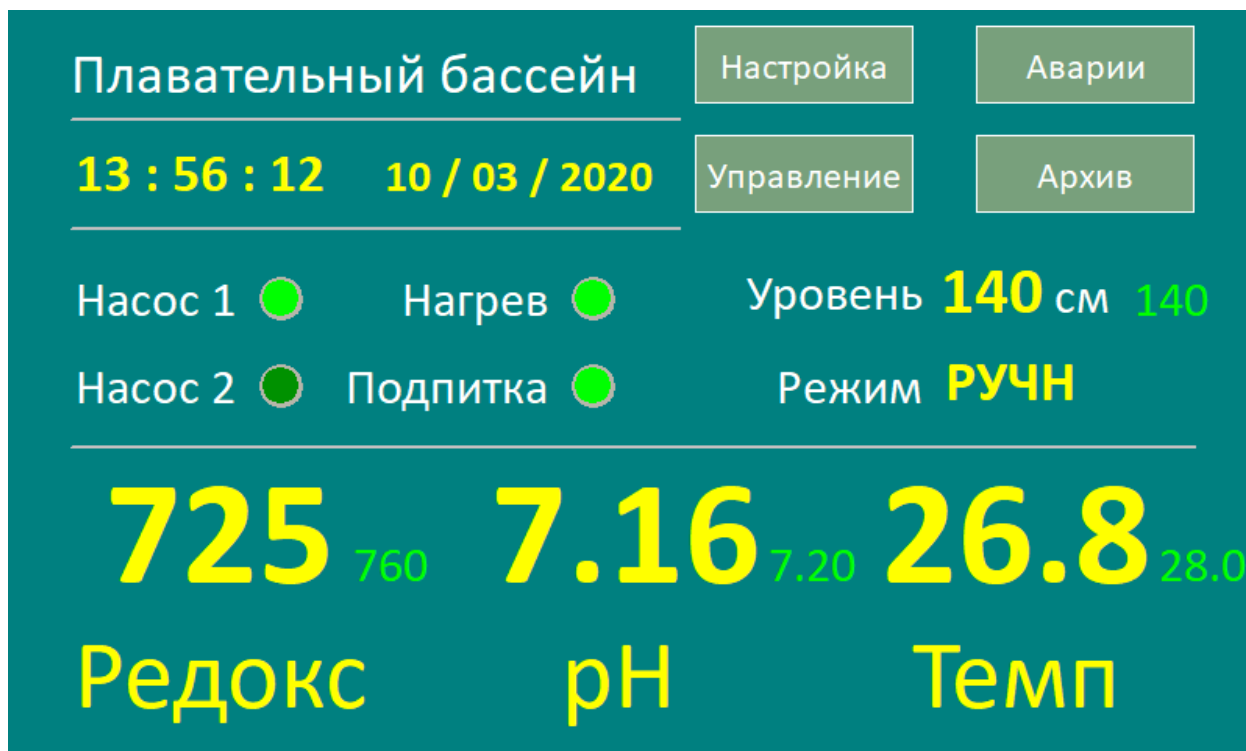 Плавательный бассейн
Настройка Аварии
13 : 56 : 12 10 / 03 / 2020
Управление Архив
Насос 1 Нагрев Уровень 140 см 140
Насос 2 Подпитка Режим РУЧН
725 760 7.16 7.20 26.8 28.0
Редокс pH Темп